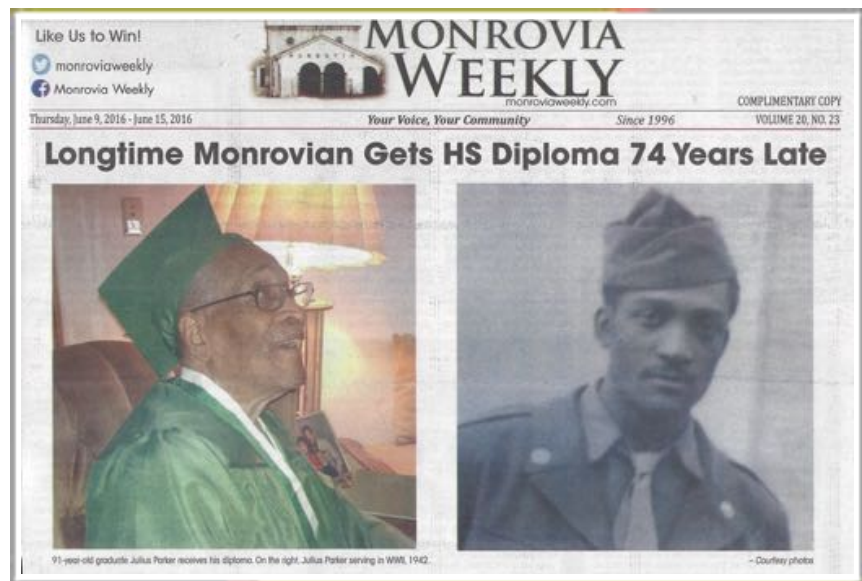 Like Us to Win!
monroviaweekly
Monrovia Weekly
MONROVIA
WEEKLY
monroviaweekly.com
COMPLIMENTARY COPY
Thursday, June 9, 2016 - June 15, 2016
Your Voice, Your Community
Since 1996
VOLUME 20, NO. 23
Longtime Monrovian Gets HS Diploma 74 Years Late
91-year-old graduate Julius Parker receives his diploma. On the right, Julius Parker serving in WWII, 1942.
– Courtesy photos